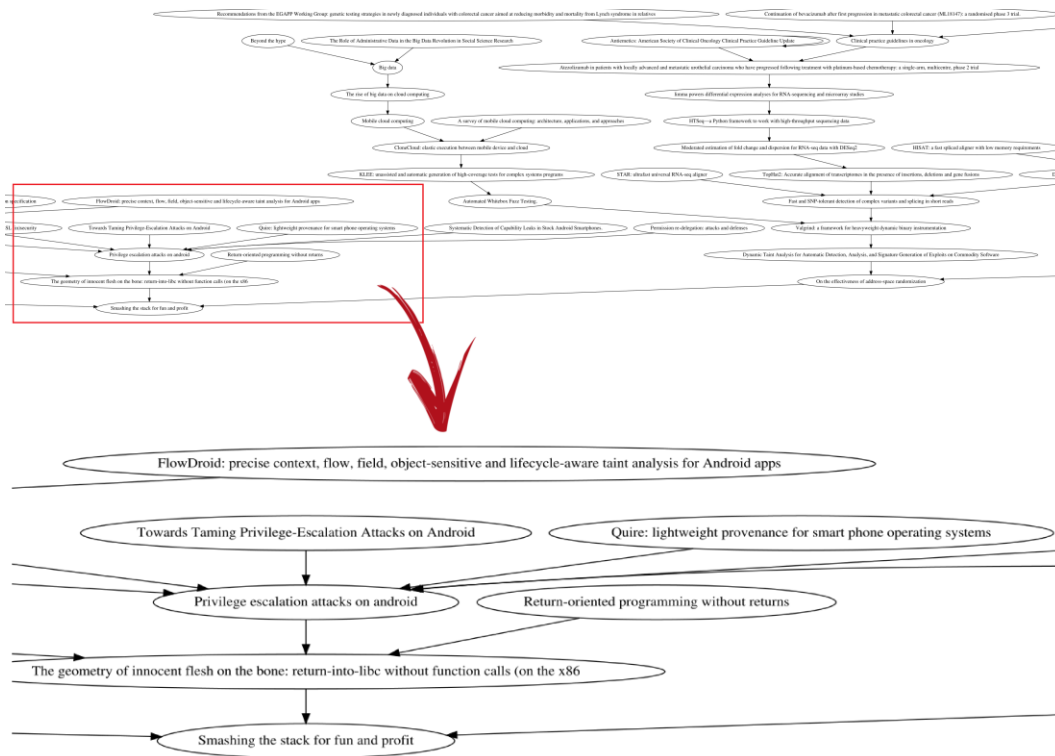 Recommendations from the EGAPP Working Group: genetic testing strategies in newly diagnosed individuals with colorectal cancer aimed at reducing morbidity and mortality from Lynch syndrome in relatives
Continuation of bevacizumab after first progression in metastatic colorectal cancer (ML18147): a randomised phase 3 trial.
Beyond the hype
The Role of Administrative Data in the Big Data Revolution in Social Science Research
Antiemetics: American Society of Clinical Oncology Clinical Practice Guideline Update
Clinical practice guidelines in oncology
Big data
Atezolizumab in patients with locally advanced and metastatic urothelial carcinoma who have progressed following treatment with platinum-based chemotherapy: a single-arm, multicentre, phase 2 trial
The rise of big data on cloud computing
limma powers differential expression analyses for RNA-sequencing and microarray studies
Mobile cloud computing
A survey of mobile cloud computing: architecture, applications, and approaches
HTSeq—a Python framework to work with high-throughput sequencing data
CloneCloud: elastic execution between mobile device and cloud
Moderated estimation of fold change and dispersion for RNA-seq data with DESeq2
HISAT: a fast spliced aligner with low memory requirements
KLEE: unassisted and automatic generation of high-coverage tests for complex systems programs
STAR: ultrafast universal RNA-seq aligner
TopHat2: Accurate alignment of transcriptomes in the presence of insertions, deletions and gene fusions
n specification
FlowDroid: precise context, flow, field, object-sensitive and lifecycle-aware taint analysis for Android apps
Automated Whitebox Fuzz Testing.
Fast and SNP-tolerant detection of complex variants and splicing in short reads
SL (in)security
Towards Taming Privilege-Escalation Attacks on Android
Quire: lightweight provenance for smart phone operating systems
Systematic Detection of Capability Leaks in Stock Android Smartphones.
Permission re-delegation: attacks and defenses
Valgrind: a framework for heavyweight dynamic binary instrumentation
Privilege escalation attacks on android
Return-oriented programming without returns
Dynamic Taint Analysis for Automatic Detection, Analysis, and Signature Generation of Exploits on Commodity Software
The geometry of innocent flesh on the bone: return-into-libc without function calls (on the x86
On the effectiveness of address-space randomization
Smashing the stack for fun and profit
FlowDroid: precise context, flow, field, object-sensitive and lifecycle-aware taint analysis for Android apps
Towards Taming Privilege-Escalation Attacks on Android
Quire: lightweight provenance for smart phone operating systems
Privilege escalation attacks on android
Return-oriented programming without returns
The geometry of innocent flesh on the bone: return-into-libc without function calls (on the x86
Smashing the stack for fun and profit